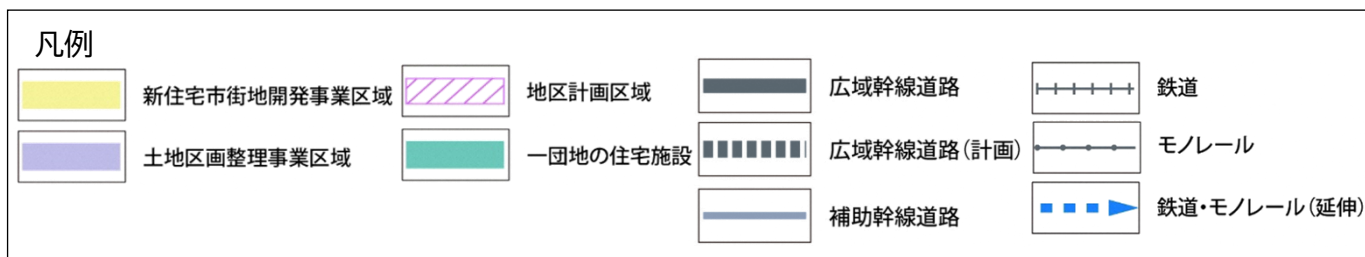 凡例
新住宅市街地開発事業区域
土地区画整理事業区域
地区計画区域
一団地の住宅施設
広域幹線道路
広域幹線道路(計画)
補助幹線道路
鉄道
モノレール
鉄道・モノレール(延伸)